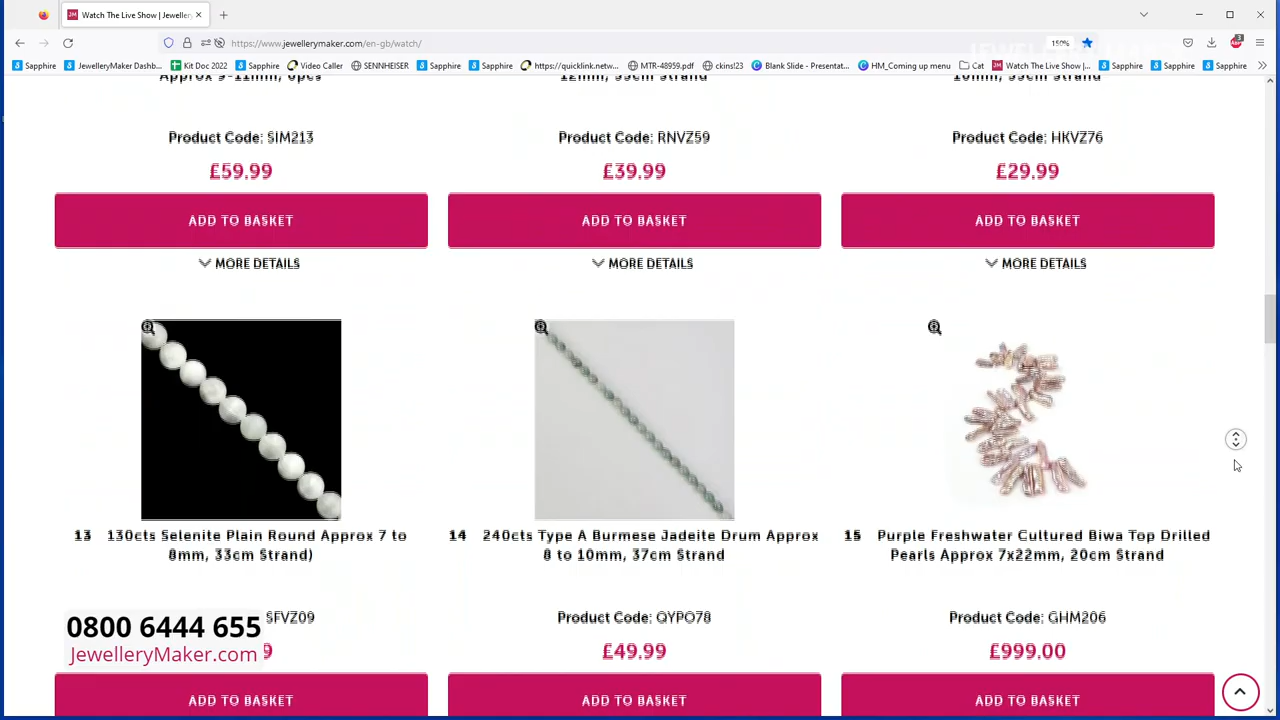 Watch The Live Show | Jeweller
https://www.jewellerymaker.com/en-gb/watch/
150%
Sapphire
JewelleryMaker Dashb...
Kit Doc 2022
Sapphire
Video Caller
SENNHEISER
Sapphire
Sapphire
https://quicklink.netw...
MTR-48959.pdf
ckins!23
Blank Slide - Presentat...
HM_Coming up menu
Cat
Watch The Live Show |...
Sapphire
Sapphire
Sapphire
Approx 9-11mm, 6pcs
12mm, 35cm Strand
10mm, 35cm Strand
Product Code: SIM213
Product Code: RNVZ59
Product Code: HKVZ76
£59.99
£39.99
£29.99
ADD TO BASKET
ADD TO BASKET
ADD TO BASKET
MORE DETAILS
MORE DETAILS
MORE DETAILS
13 130cts Selenite Plain Round Approx 7 to
8mm, 33cm Strand)
14 240cts Type A Burmese Jadeite Drum Approx
8 to 10mm, 37cm Strand
15 Purple Freshwater Cultured Biwa Top Drilled
Pearls Approx 7x22mm, 20cm Strand
SFVZ09
Product Code: QYPO78
Product Code: GHM206
£49.99
£999.00
0800 6444 655
JewelleryMaker.com
ADD TO BASKET
ADD TO BASKET
ADD TO BASKET